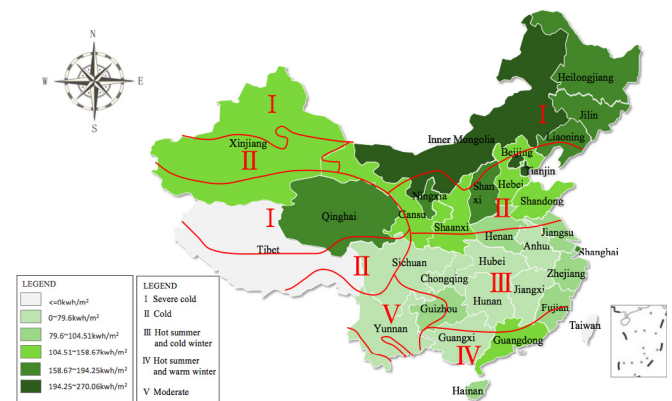 N
W
E
S
Heilongjiang
I
I
Jilin
Inner Mongolia
Liaoning
Xinjiang
Beijing
II
Tianjin
Hebei
Ningxia
Shan
xi
Shandong
I
Qinghai
Gansu
II
Shaanxi
Jiangsu
Henan
Tibet
Anhui
Shanghai
II
Sichuan
Hubei
Zhejiang
Chongqing
III
Jiangxi
Hunan
V
Guizhou
Fujian
Yunnan
Taiwan
Guangxi
Guangdong
IV
Hainan
LEGEND
<=0kwh/m²
0~79.6kwh/m²
79.6~104.51kwh/m²
104.51~158.67kwh/m²
158.67~194.25kwh/m²
194.25~270.06kwh/m²
LEGEND
I Severe cold
II Cold
III Hot summer
and cold winter
IV Hot summer
and warm winter
V Moderate